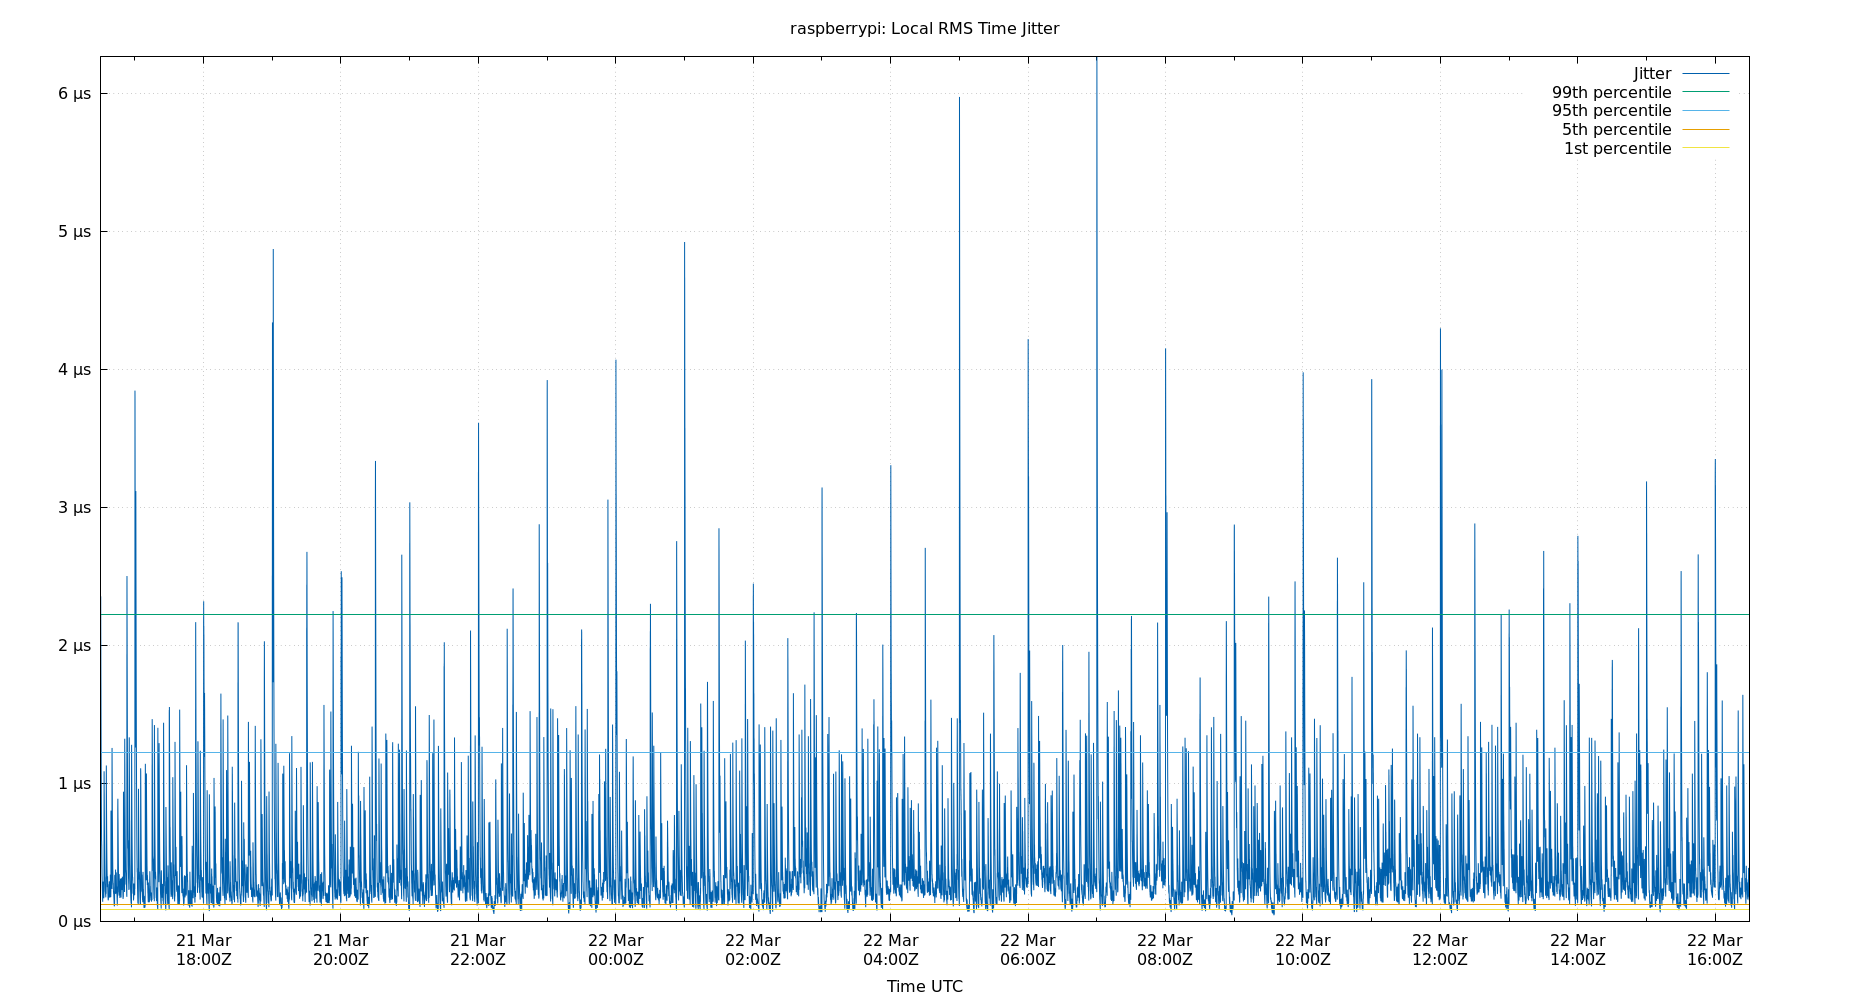 raspberrypi: Local RMS Time Jitter
Jitter
99th percentile
95th percentile
5th percentile
1st percentile
6 µs
5 µs
4 µs
3 µs
2 µs
1 µs
0 µs
21 Mar 21 Mar 21 Mar 22 Mar 22 Mar 22 Mar 22 Mar 22 Mar 22 Mar 22 Mar 22 Mar 22 Mar
18:00Z 20:00Z 22:00Z 00:00Z 02:00Z 04:00Z 06:00Z 08:00Z 10:00Z 12:00Z 14:00Z 16:00Z
Time UTC